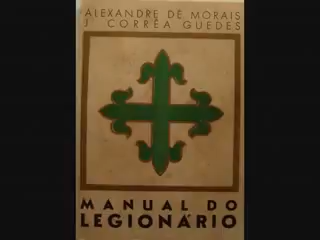 ALEXANDRE DE MORAIS
J. CORRÊA GUEDES
MANUAL DO
LEGIONÁRIO